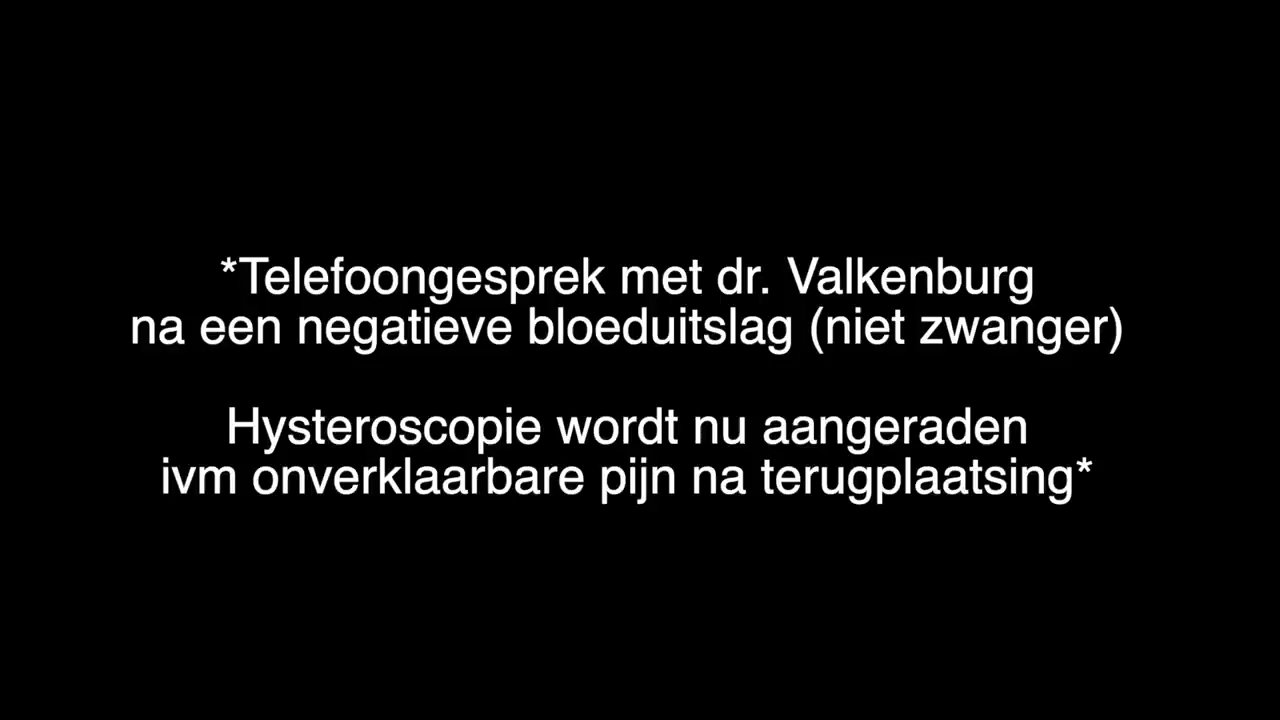 *Telefoongesprek met dr. Valkenburg
na een negatieve bloeduitslag (niet zwanger)
Hysteroscopie wordt nu aangeraden
ivm onverklaarbare pijn na terugplaatsing*